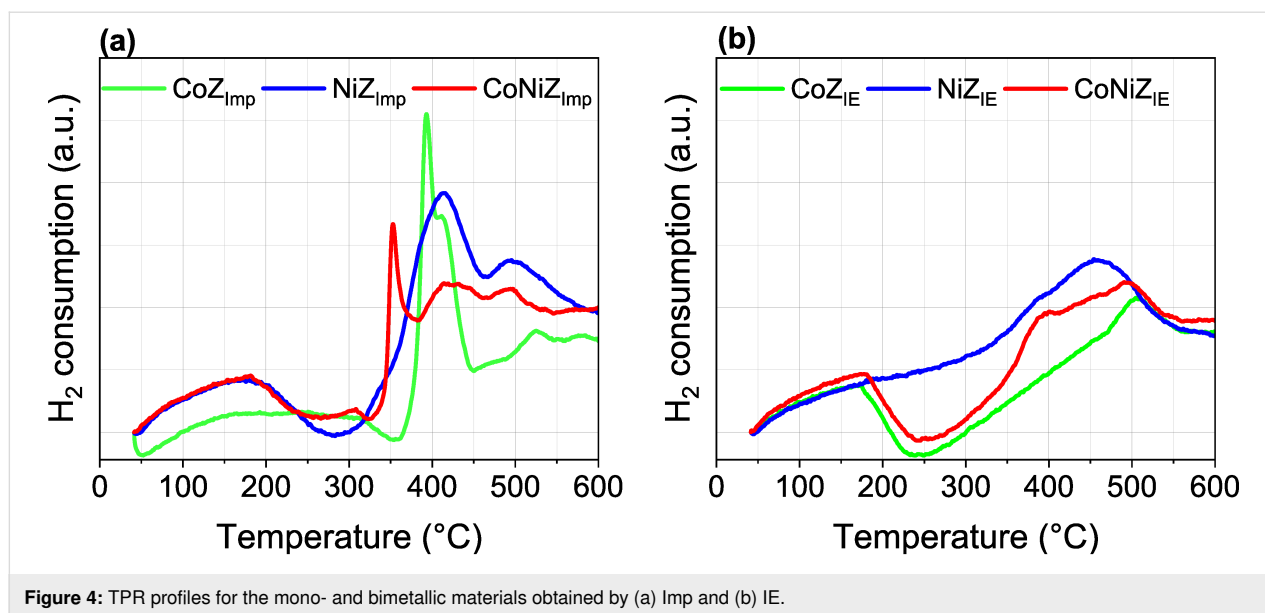 (a)
CoZImp NiZImp CoNiZImp
H2 consumption (a.u.)
0 100 200 300 400 500 600
Temperature (°C)
(b)
CoZIE NiZIE CoNiZIE
H2 consumption (a.u.)
0 100 200 300 400 500 600
Temperature (°C)
Figure 4: TPR profiles for the mono- and bimetallic materials obtained by (a) Imp and (b) IE.